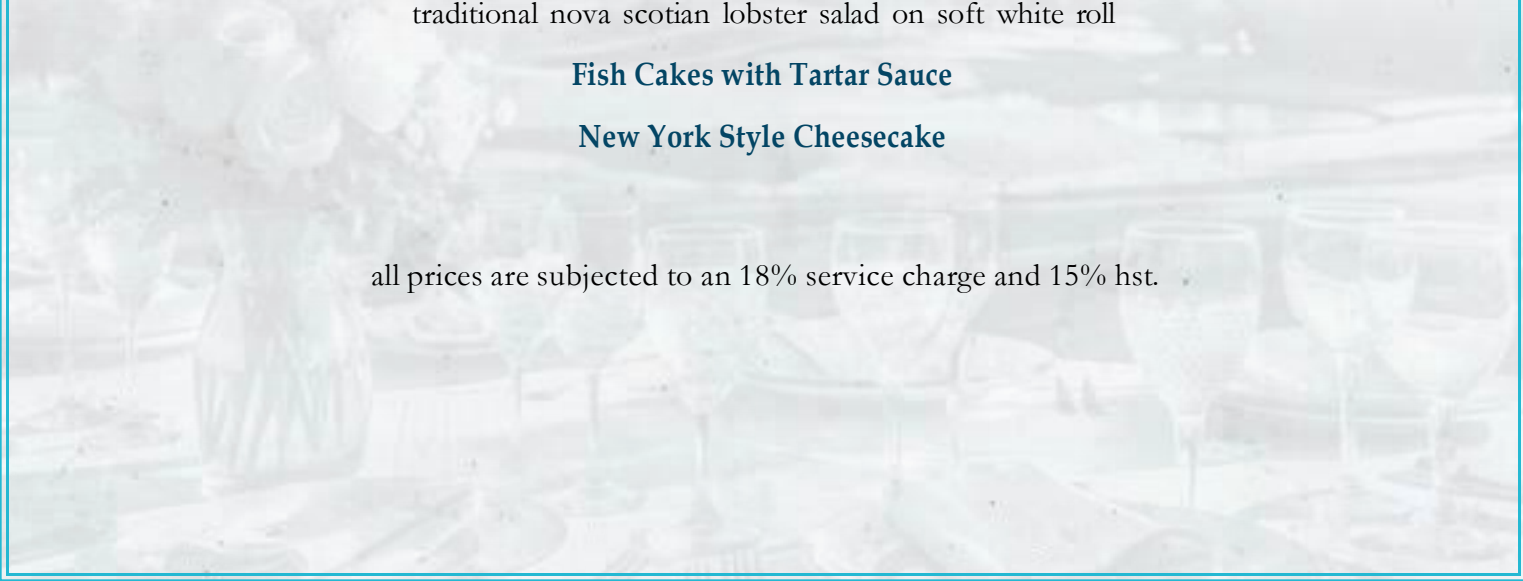 traditional nova scotian lobster salad on soft white roll
Fish Cakes with Tartar Sauce
New York Style Cheesecake
all prices are subjected to an 18% service charge and 15% hst.